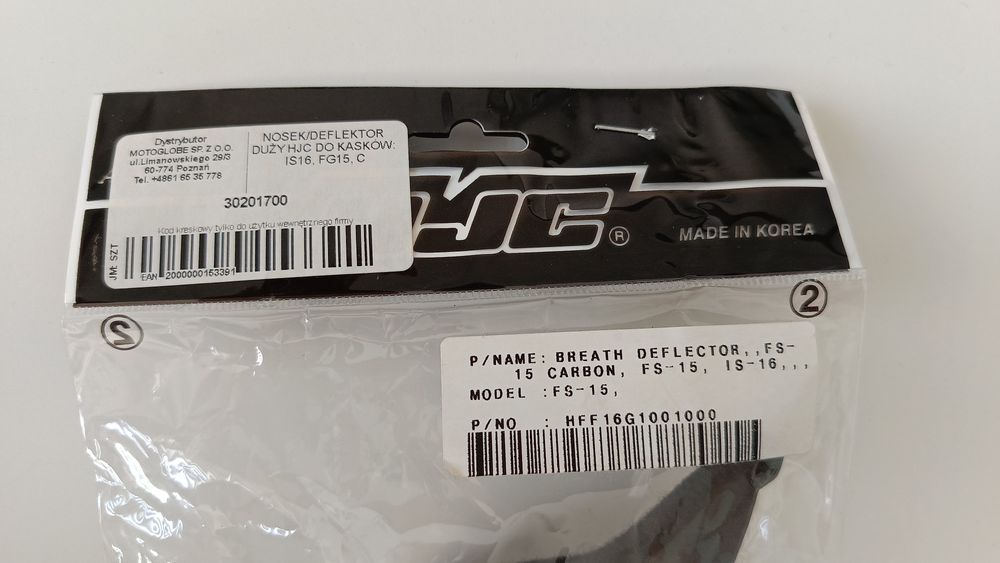 Dystrybutor
MOTOGLOBE SP. Z O.O.
ul.Limanowskiego 29/3
60-774 Poznań
Tel. +4861 65 35 778
NOSEK/DEFLEKTOR
DUŻY HJC DO KASKÓW:
IS16, FG15, C
30201700
Kod kreskowy tylko do użytku wewnętrznego firmy
JM: SZT
EAN 2000000153391
HJC ®
MADE IN KOREA
2
2
P/NAME: BREATH DEFLECTOR,,FS-
15 CARBON, FS-15, IS-16,,,
MODEL :FS-15,
P/NO : HFF16G1001000